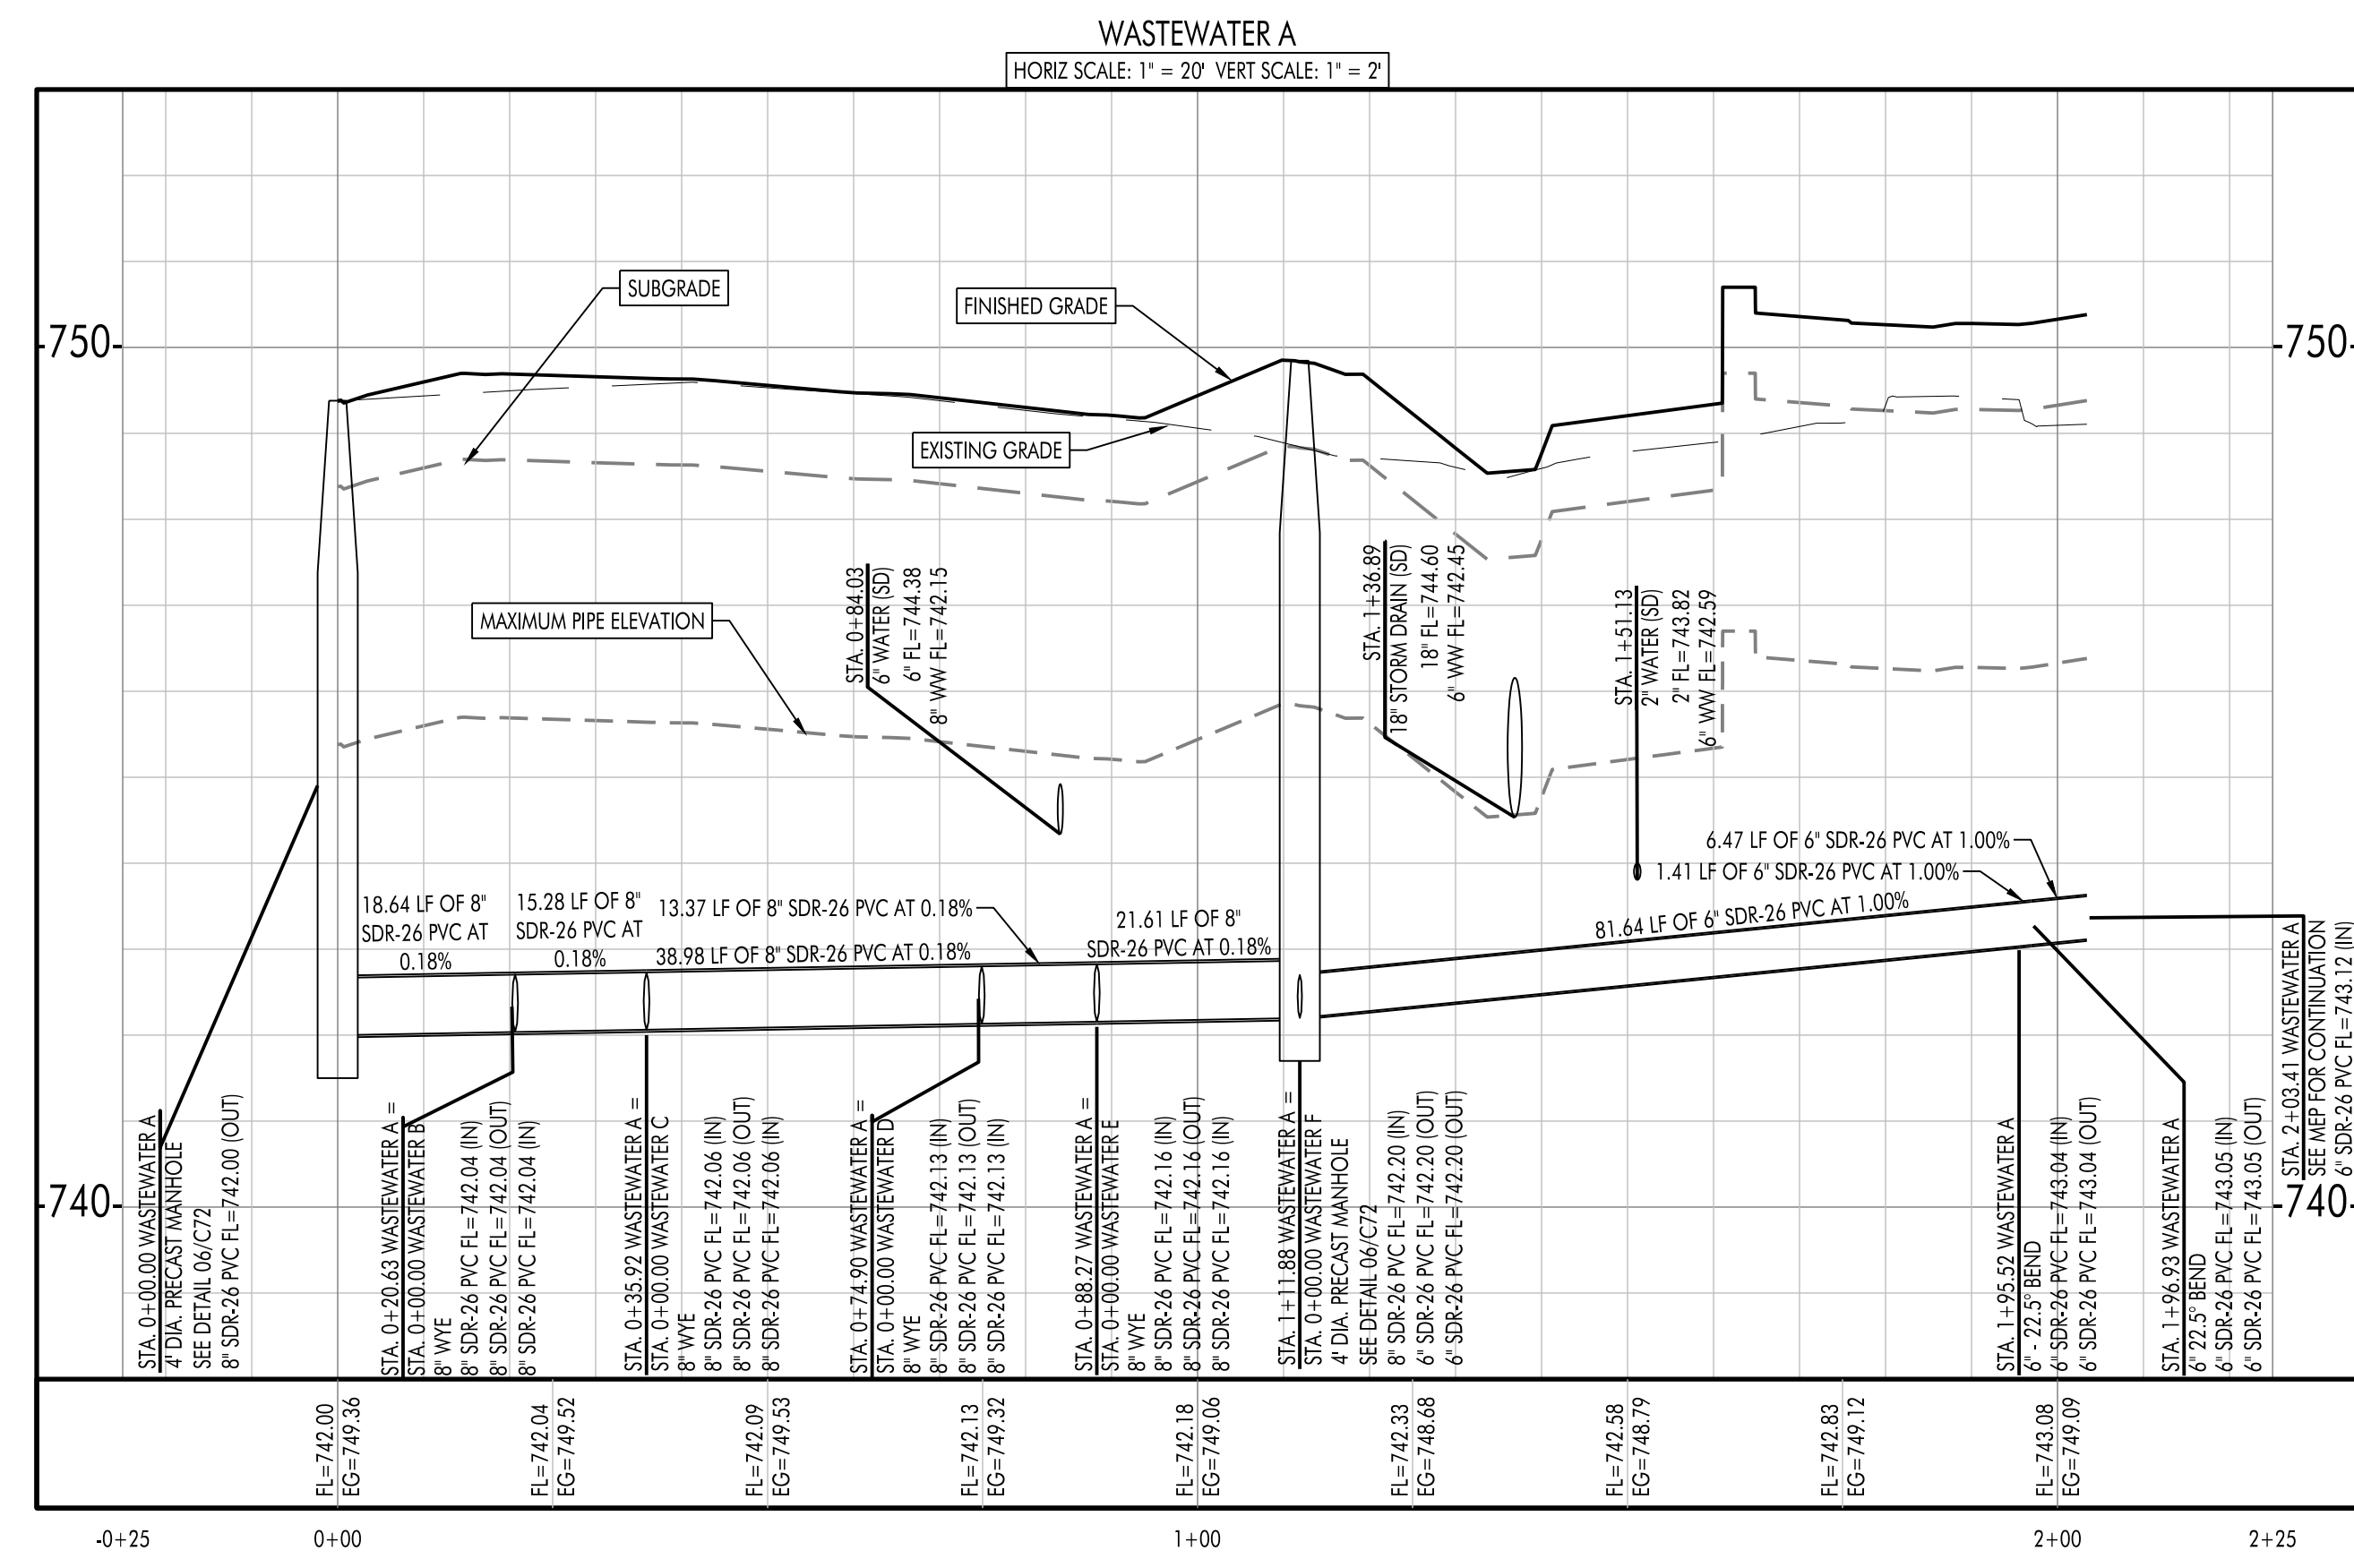 WASTEWATER A
HORIZ SCALE: 1" = 20' VERT SCALE: 1" = 2'
SUBGRADE
FINISHED GRADE
750
750
EXISTING GRADE
MAXIMUM PIPE ELEVATION
STA. 0+84.03
6" WATER (SD)
6" FL=744.38
8" WW FL=742.15
STA. 1+36.89
18" STORM DRAIN (SD)
18" FL=744.60
6" WW FL=742.45
STA. 1+51.13
2" WATER (SD)
2" FL=743.82
6" WW FL=742.59
6.47 LF OF 6" SDR-26 PVC AT 1.00%
1.41 LF OF 6" SDR-26 PVC AT 1.00%
81.64 LF OF 6" SDR-26 PVC AT 1.00%
18.64 LF OF 8"
SDR-26 PVC AT
0.18%
15.28 LF OF 8"
SDR-26 PVC AT
0.18%
13.37 LF OF 8" SDR-26 PVC AT 0.18%
38.98 LF OF 8" SDR-26 PVC AT 0.18%
21.61 LF OF 8"
SDR-26 PVC AT 0.18%
STA. 0+00.00 WASTEWATER A
4' DIA. PRECAST MANHOLE
SEE DETAIL 06/C72
8" SDR-26 PVC FL=742.00 (OUT)
STA. 0+20.63 WASTEWATER A =
STA. 0+00.00 WASTEWATER B
8" WYE
8" SDR-26 PVC FL=742.04 (IN)
8" SDR-26 PVC FL=742.04 (OUT)
8" SDR-26 PVC FL=742.04 (IN)
STA. 0+35.92 WASTEWATER A =
STA. 0+00.00 WASTEWATER C
8" WYE
8" SDR-26 PVC FL=742.06 (IN)
8" SDR-26 PVC FL=742.06 (OUT)
8" SDR-26 PVC FL=742.06 (IN)
STA. 0+74.90 WASTEWATER A =
STA. 0+00.00 WASTEWATER D
8" WYE
8" SDR-26 PVC FL=742.13 (IN)
8" SDR-26 PVC FL=742.13 (OUT)
8" SDR-26 PVC FL=742.13 (IN)
STA. 0+88.27 WASTEWATER A =
STA. 0+00.00 WASTEWATER E
8" WYE
8" SDR-26 PVC FL=742.16 (IN)
8" SDR-26 PVC FL=742.16 (OUT)
8" SDR-26 PVC FL=742.16 (IN)
STA. 1+11.88 WASTEWATER A =
STA. 0+00.00 WASTEWATER F
4' DIA. PRECAST MANHOLE
SEE DETAIL 06/C72
8" SDR-26 PVC FL=742.20 (IN)
6" SDR-26 PVC FL=742.20 (OUT)
6" SDR-26 PVC FL=742.20 (OUT)
STA. 1+95.52 WASTEWATER A
6" - 22.5° BEND
6" SDR-26 PVC FL=743.04 (IN)
6" SDR-26 PVC FL=743.04 (OUT)
STA. 1+96.93 WASTEWATER A
6" 22.5° BEND
6" SDR-26 PVC FL=743.05 (IN)
6" SDR-26 PVC FL=743.05 (OUT)
STA. 2+03.41 WASTEWATER A
SEE MEP FOR CONTINUATION
6" SDR-26 PVC FL=743.12 (IN)
740
740
FL=742.00
EG=749.36
FL=742.04
EG=749.52
FL=742.09
EG=749.53
FL=742.13
EG=749.32
FL=742.18
EG=749.06
FL=742.33
EG=748.68
FL=742.58
EG=748.79
FL=742.83
EG=749.12
FL=743.08
EG=749.09
-0+25
0+00
1+00
2+00
2+25